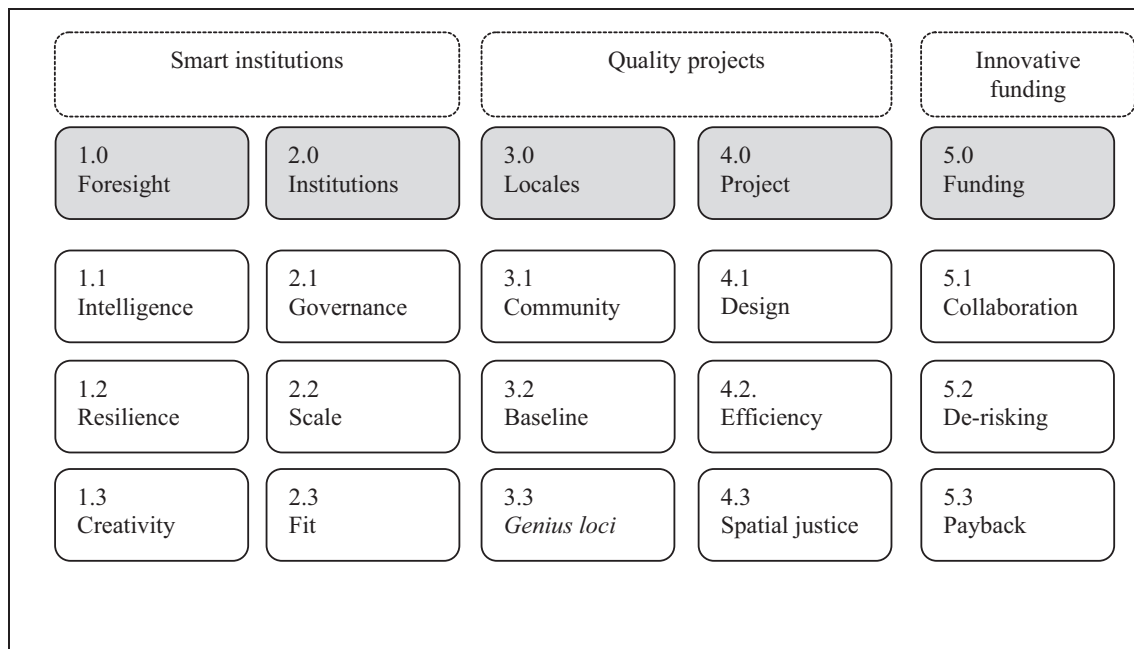 Smart institutions
Quality projects
Innovative
funding
1.0
Foresight
2.0
Institutions
3.0
Locales
4.0
Project
5.0
Funding
1.1
Intelligence
2.1
Governance
3.1
Community
4.1
Design
5.1
Collaboration
1.2
Resilience
2.2
Scale
3.2
Baseline
4.2.
Efficiency
5.2
De-risking
1.3
Creativity
2.3
Fit
3.3
Genius loci
4.3
Spatial justice
5.3
Payback